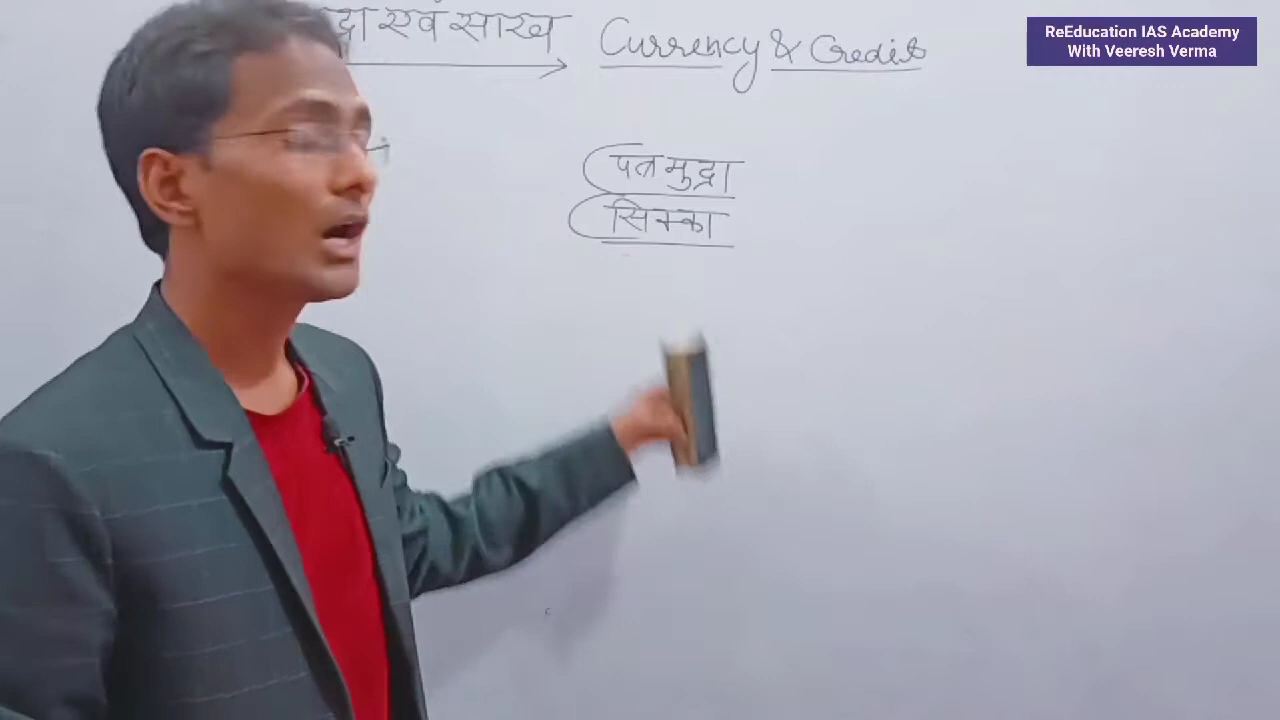 एवं साख Currency & Credit
ReEducation IAS Academy
With Veeresh Verma
पत्र मुद्रा
सिक्का